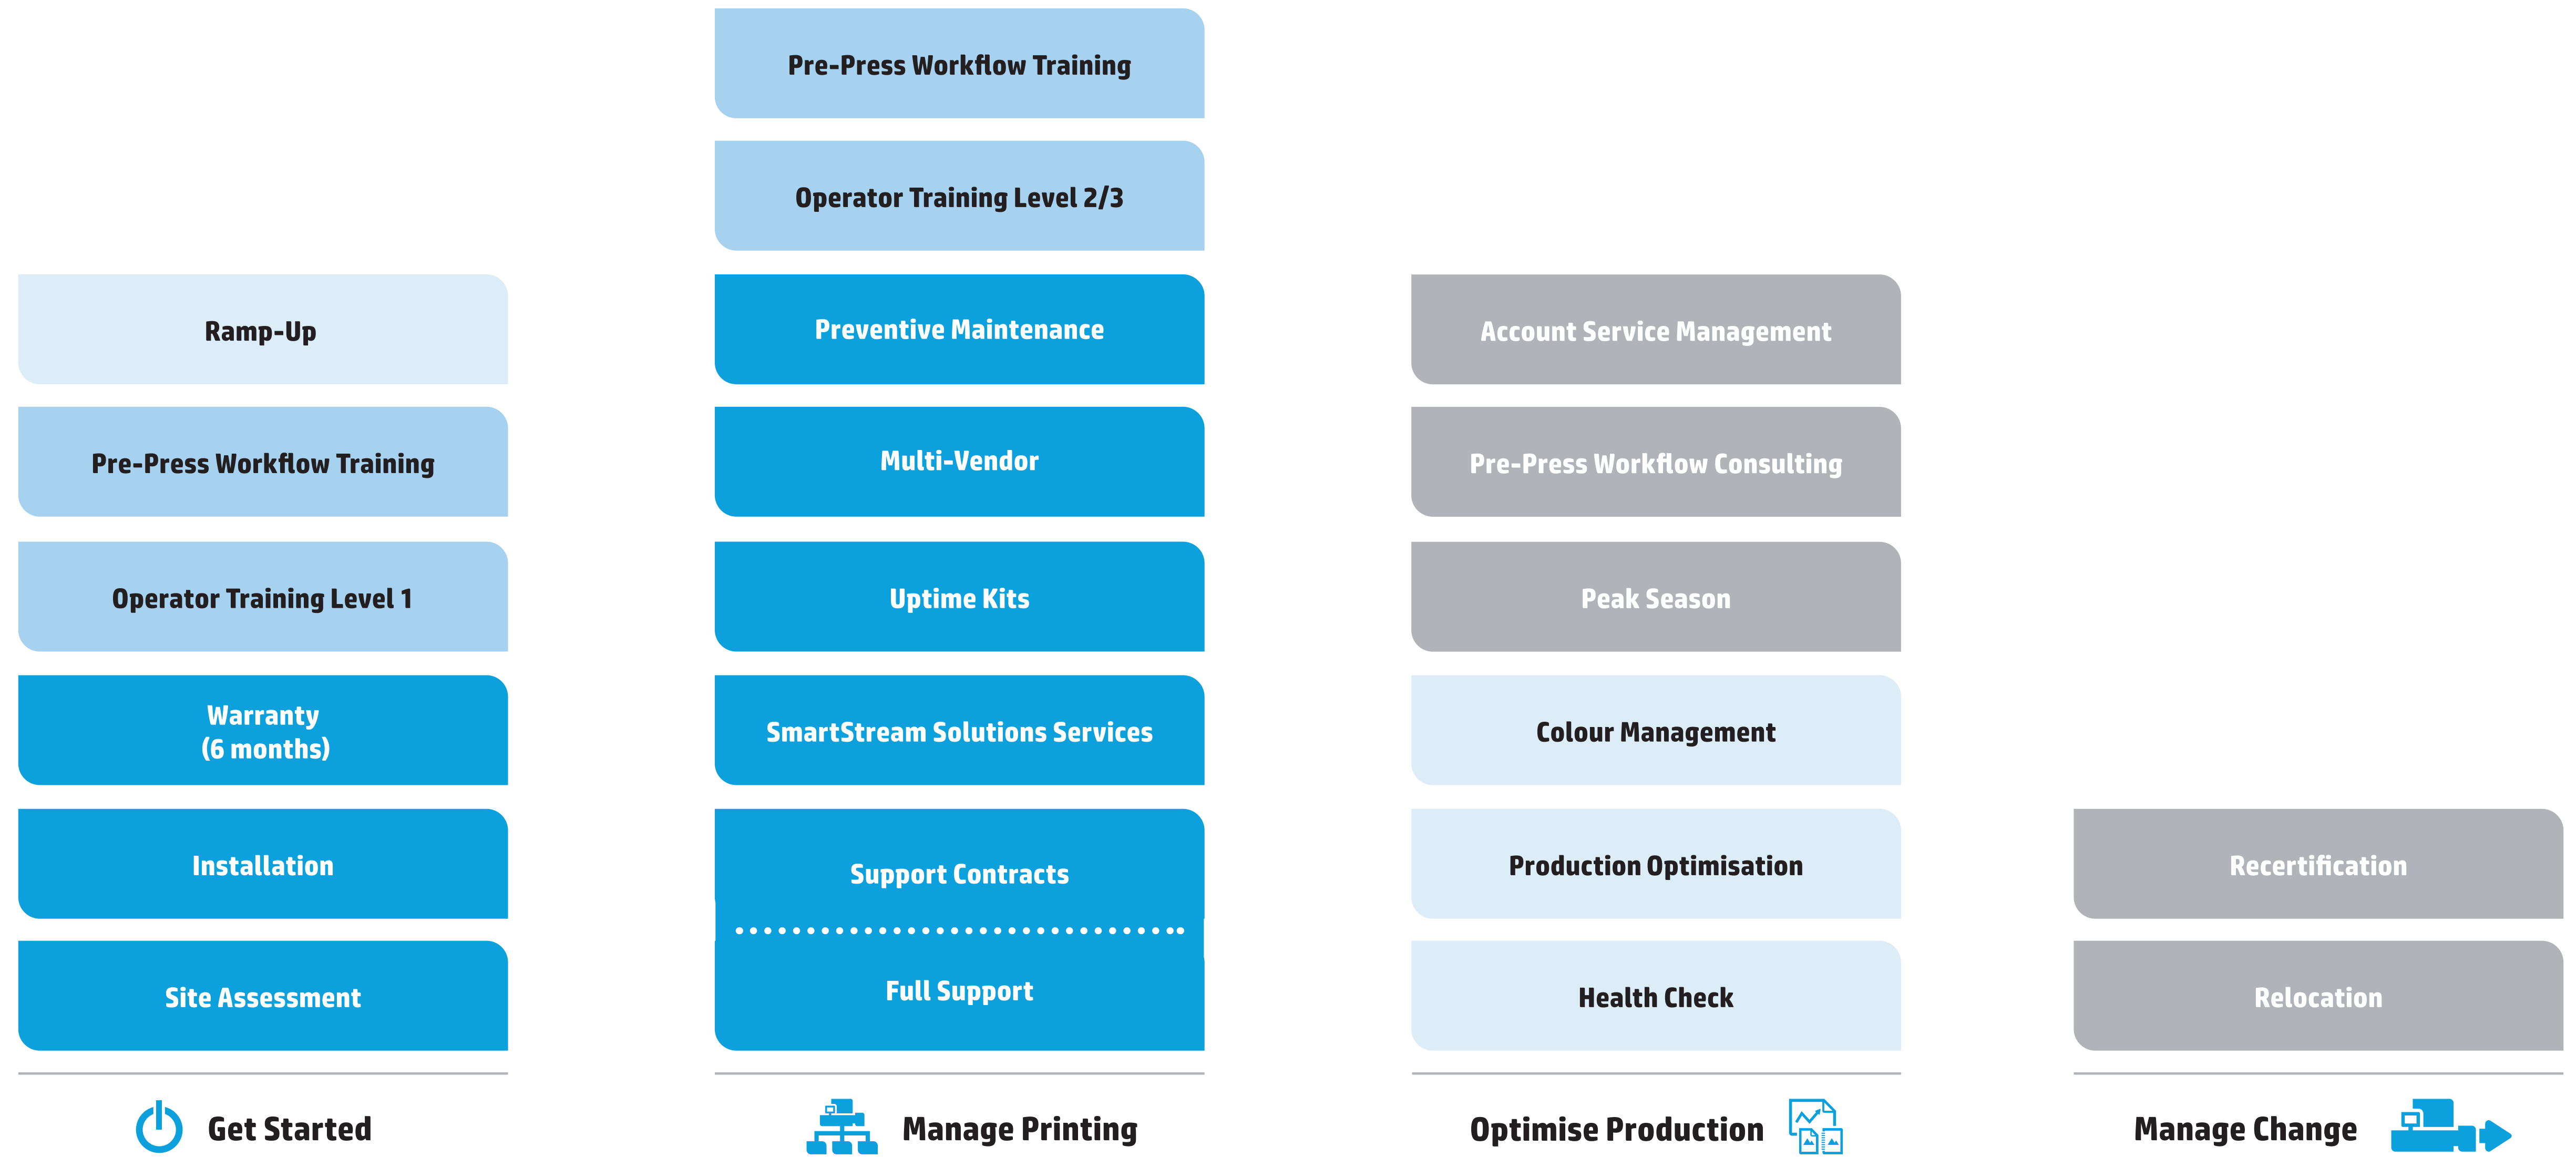 Ramp-Up
Pre-Press Workflow Training
Operator Training Level 1
Warranty
(6 months)
Installation
Site Assessment
Get Started
Pre-Press Workflow Training
Operator Training Level 2/3
Preventive Maintenance
Multi-Vendor
Uptime Kits
SmartStream Solutions Services
Support Contracts
Full Support
Manage Printing
Account Service Management
Pre-Press Workflow Consulting
Peak Season
Colour Management
Production Optimisation
Health Check
Optimise Production
Recertification
Relocation
Manage Change